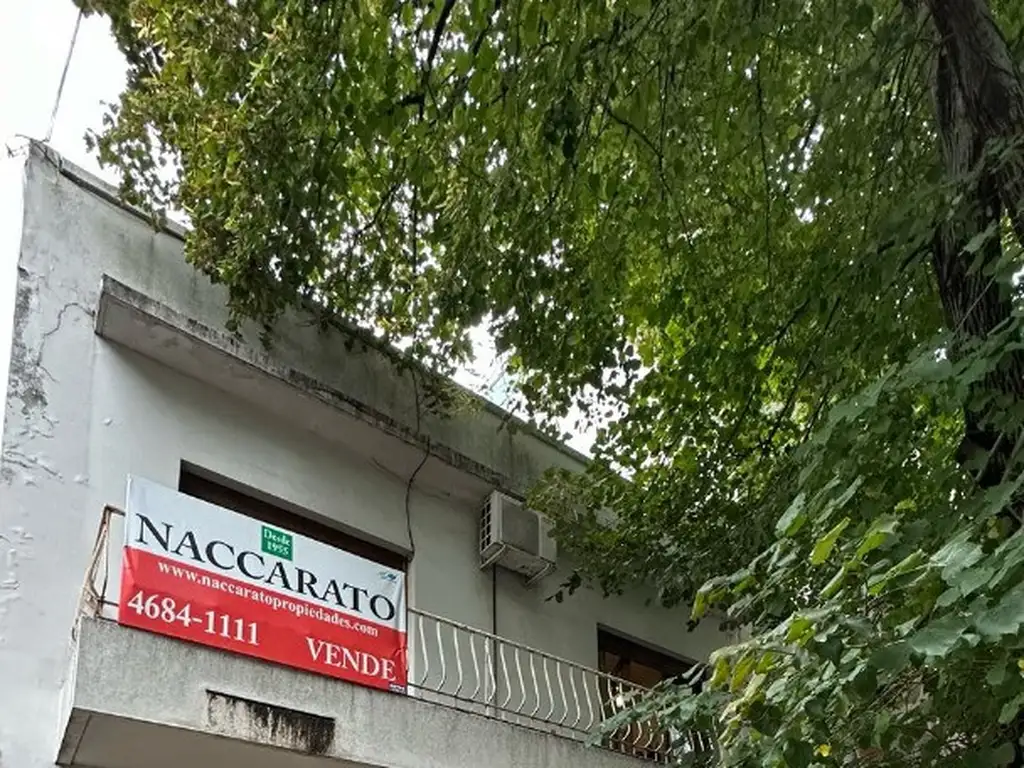 Desde
1955
NACCARATO
www.naccaratopropiedades.com
4684-1111
VENDE